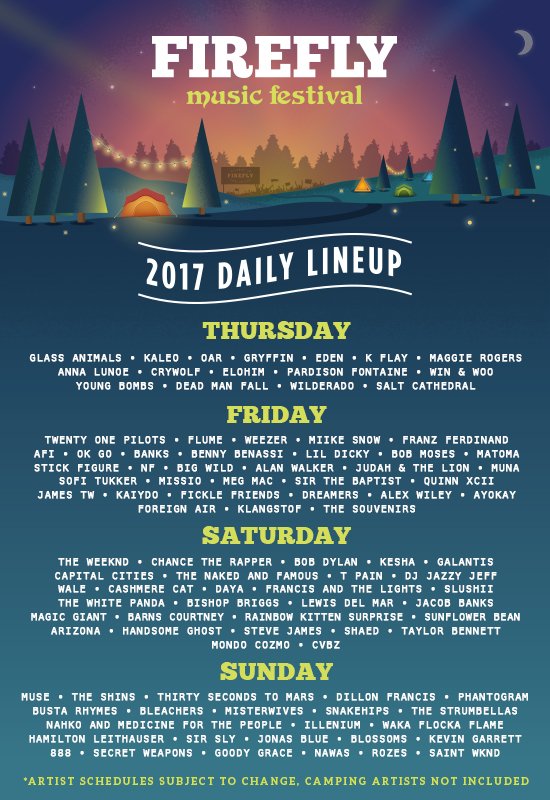 FIREFLY
music festival
FIREFLY
2017 DAILY LINEUP
THURSDAY
GLASS ANIMALS • KALEO • OAR • GRYFFIN • EDEN • K FLAY • MAGGIE ROGERS
ANNA LUNOE • CRYWOLF • ELOHIM • PARDISON FONTAINE • WIN & WOO
YOUNG BOMBS • DEAD MAN FALL • WILDERADO • SALT CATHEDRAL
FRIDAY
TWENTY ONE PILOTS • FLUME • WEEZER • MIIKE SNOW • FRANZ FERDINAND
AFI • OK GO • BANKS • BENNY BENASSI • LIL DICKY • BOB MOSES • MATOMA
STICK FIGURE • NF • BIG WILD • ALAN WALKER • JUDAH & THE LION • MUNA
SOFI TUKKER • MISSIO • MEG MAC • SIR THE BAPTIST • QUINN XCII
JAMES TW • KAIYDO • FICKLE FRIENDS • DREAMERS • ALEX WILEY • AYOKAY
FOREIGN AIR • KLANGSTOF • THE SOUVENIRS
SATURDAY
THE WEEKND • CHANCE THE RAPPER • BOB DYLAN • KESHA • GALANTIS
CAPITAL CITIES • THE NAKED AND FAMOUS • T PAIN • DJ JAZZY JEFF
WALE • CASHMERE CAT • DAYA • FRANCIS AND THE LIGHTS • SLUSHII
THE WHITE PANDA • BISHOP BRIGGS • LEWIS DEL MAR • JACOB BANKS
MAGIC GIANT • BARNS COURTNEY • RAINBOW KITTEN SURPRISE • SUNFLOWER BEAN
ARIZONA • HANDSOME GHOST • STEVE JAMES • SHAED • TAYLOR BENNETT
MONDO COZMO • CVBZ
SUNDAY
MUSE • THE SHINS • THIRTY SECONDS TO MARS • DILLON FRANCIS • PHANTOGRAM
BUSTA RHYMES • BLEACHERS • MISTERWIVES • SNAKEHIPS • THE STRUMBELLAS
NAHKO AND MEDICINE FOR THE PEOPLE • ILLENIUM • WAKA FLOCKA FLAME
HAMILTON LEITHAUSER • SIR SLY • JONAS BLUE • BLOSSOMS • KEVIN GARRETT
888 • SECRET WEAPONS • GOODY GRACE • NAWAS • ROZES • SAINT WKND
*ARTIST SCHEDULES SUBJECT TO CHANGE, CAMPING ARTISTS NOT INCLUDED